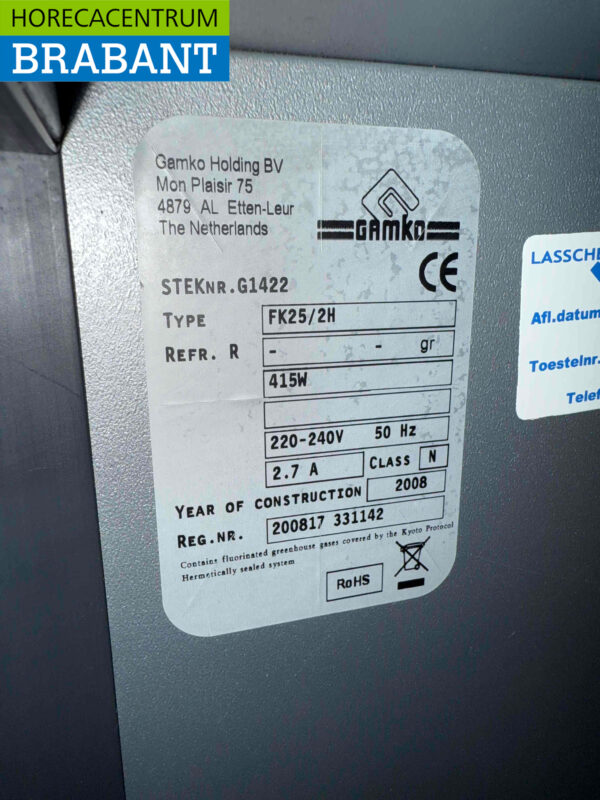 HORECACENTRUM
BRABANT
Gamko Holding BV
Mon Plaisir 75
4879 AL Etten-Leur
The Netherlands
GAMKO
CE
STEKNR.G1422
TYPE FK25/2H
REFR. R - - gr
415W
220-240V 50 Hz
2.7 A CLASS N
YEAR OF CONSTRUCTION 2008
REG.NR. 200817 331142
Contains fluorinated greenhouse gases covered by the Kyoto Protocol
Hermetically sealed system
RoHS
LASSCHE
Afl.datum
Toestelnr.
Telef